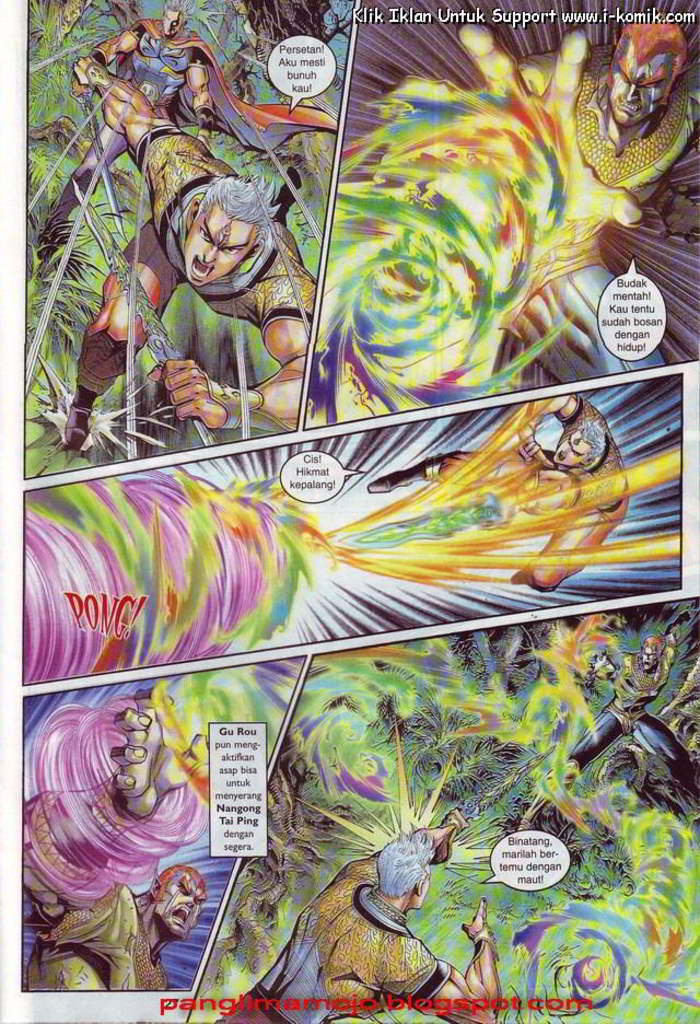 Klik Iklan Untuk Support www.i-komik.com
Persetan!
Aku mesti
bunuh
kau!
Budak
mentah!
Kau tentu
sudah bosan
dengan
hidup!
Cis!
Hikmat
kepalang!
PONG!
Gu Rou
pun meng-
aktifkan
asap bisa
untuk
menyerang
Nangong
Tai Ping
dengan
segera.
Binatang,
marilah ber-
temu dengan
maut!
panglimamojo.blogspot.com